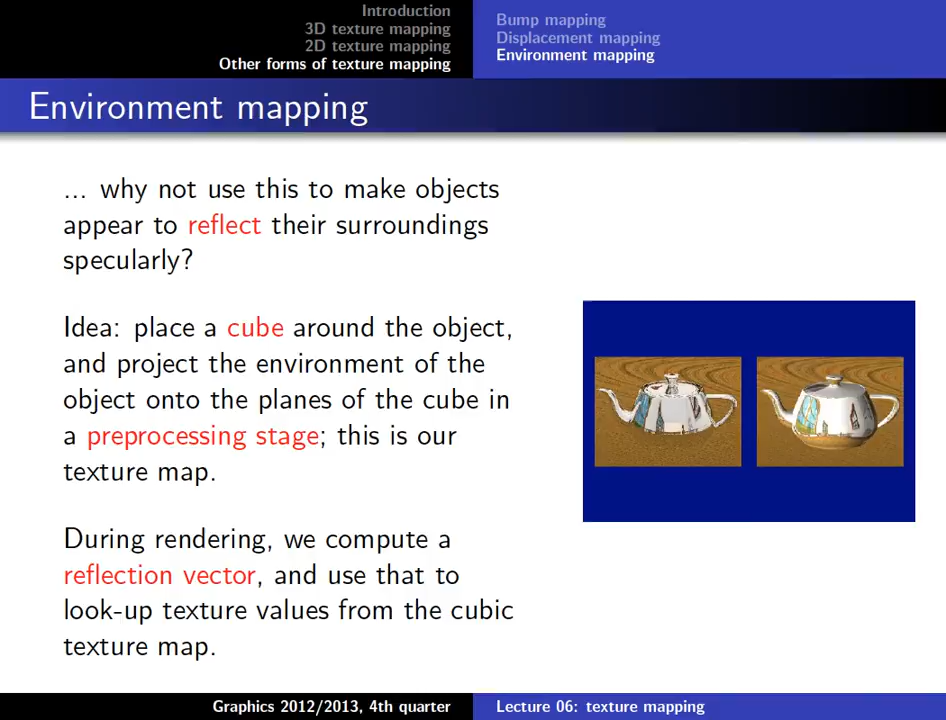 Introduction
3D texture mapping
2D texture mapping
Other forms of texture mapping
Bump mapping
Displacement mapping
Environment mapping
Environment mapping
... why not use this to make objects
appear to reflect their surroundings
specularly?
Idea: place a cube around the object,
and project the environment of the
object onto the planes of the cube in
a preprocessing stage; this is our
texture map.
During rendering, we compute a
reflection vector, and use that to
look-up texture values from the cubic
texture map.
Graphics 2012/2013, 4th quarter
Lecture 06: texture mapping